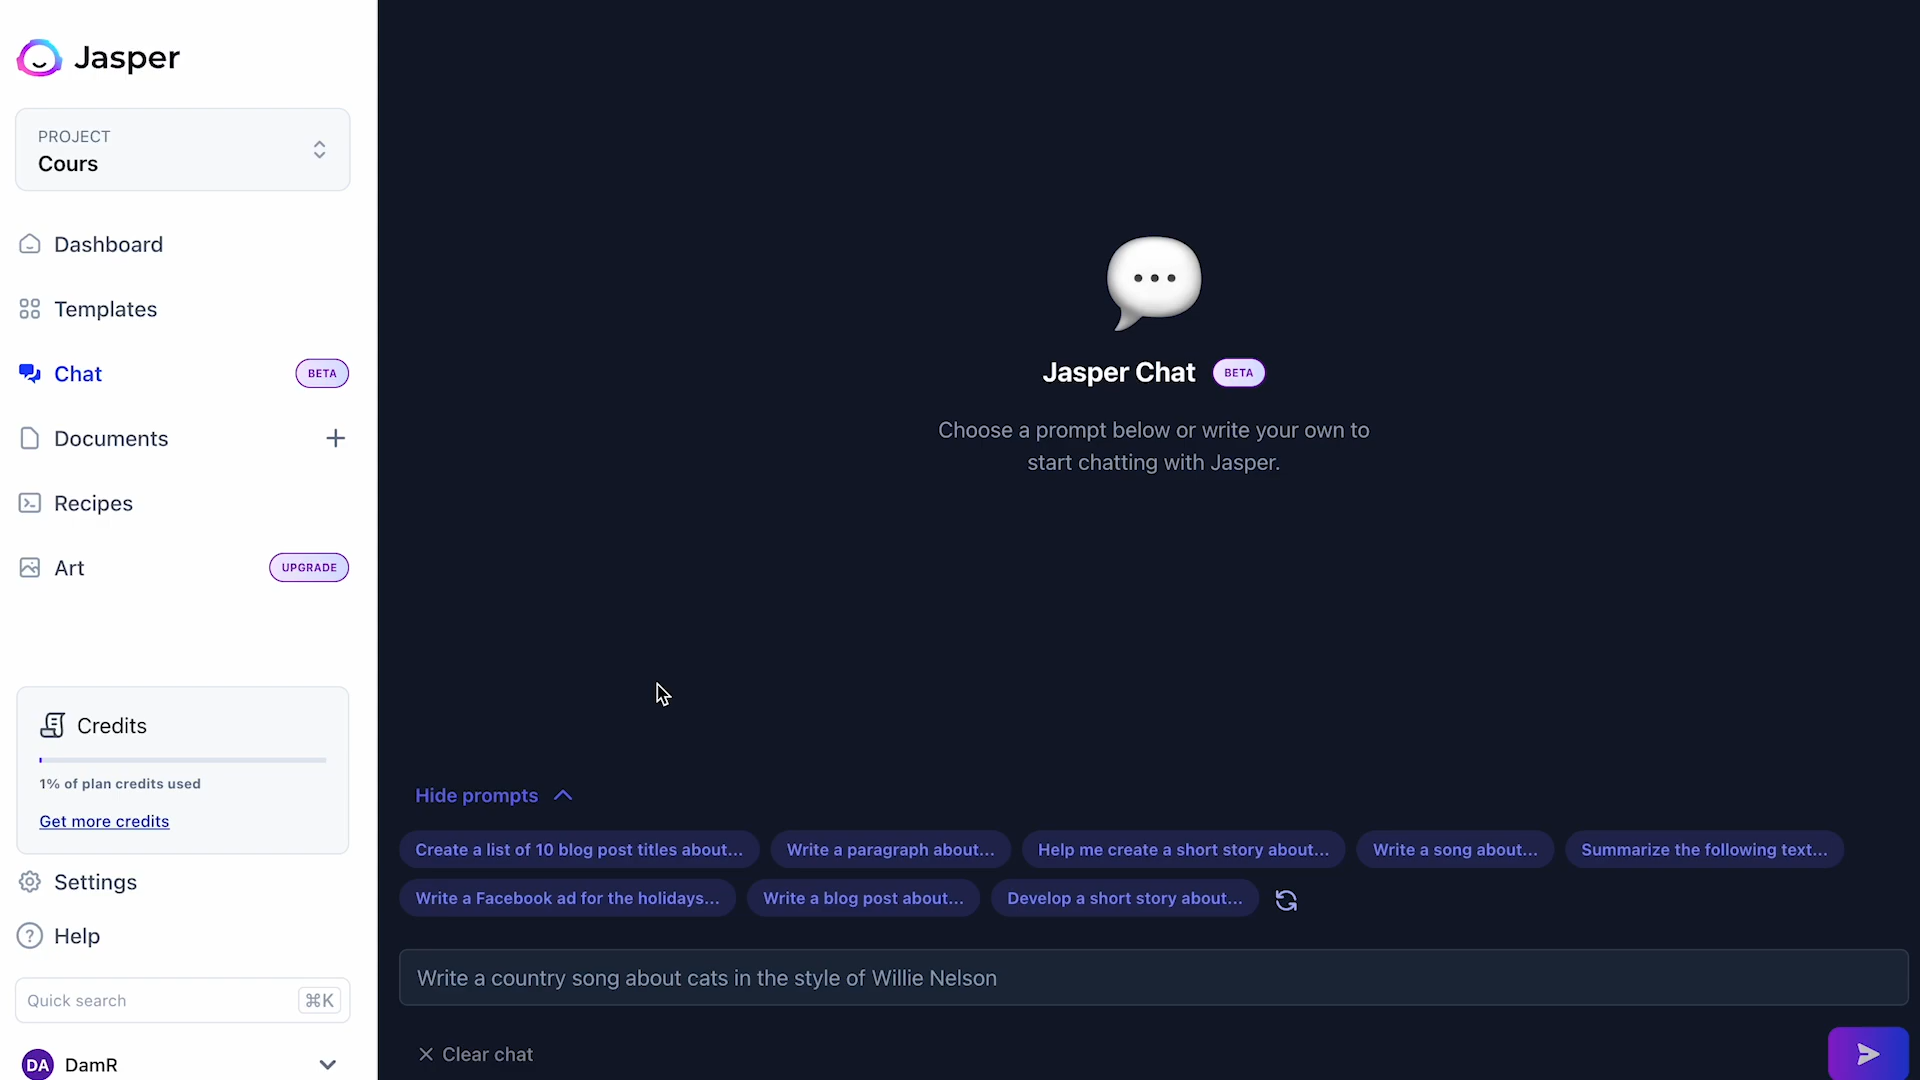 Jasper
PROJECT
Cours
Dashboard
Templates
Chat BETA
Documents
Recipes
Art UPGRADE
Credits
1% of plan credits used
Get more credits
Settings
Help
Quick search ⌘K
DA DamR
Jasper Chat BETA
Choose a prompt below or write your own to
start chatting with Jasper.
Hide prompts
Create a list of 10 blog post titles about... Write a paragraph about... Help me create a short story about... Write a song about... Summarize the following text...
Write a Facebook ad for the holidays... Write a blog post about... Develop a short story about...
Write a country song about cats in the style of Willie Nelson
Clear chat